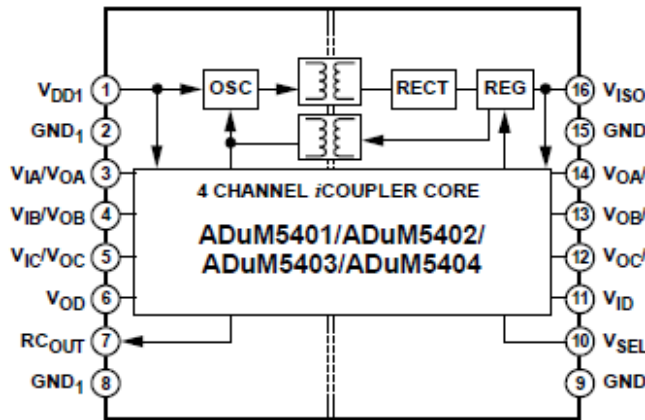 VDD1 1 OSC RECT REG 16 VISO
GND1 2 15 GND
VIA/VOA 3 4 CHANNEL iCOUPLER CORE 14 VOA/
VIB/VOB 4 ADuM5401/ADuM5402/ 13 VOB/
VIC/VOC 5 ADuM5403/ADuM5404 12 VOC/
VOD 6 11 VID
RCOUT 7 10 VSEL
GND1 8 9 GND